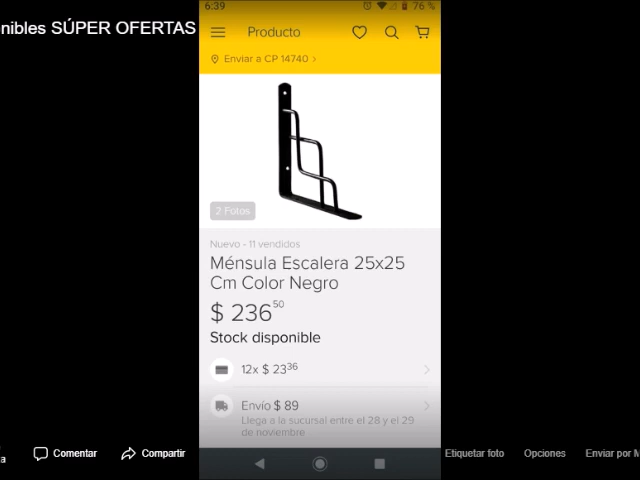 nibles SÚPER OFERTAS
6:39
76 %
Producto
Enviar a CP 14740
2 Fotos
Nuevo - 11 vendidos
Ménsula Escalera 25x25
Cm Color Negro
$ 236 50
Stock disponible
12x $ 23 36
Envío $ 89
Llega a la sucursal entre el 28 y el 29
de noviembre
a
Comentar
Compartir
Etiquetar foto
Opciones
Enviar por M